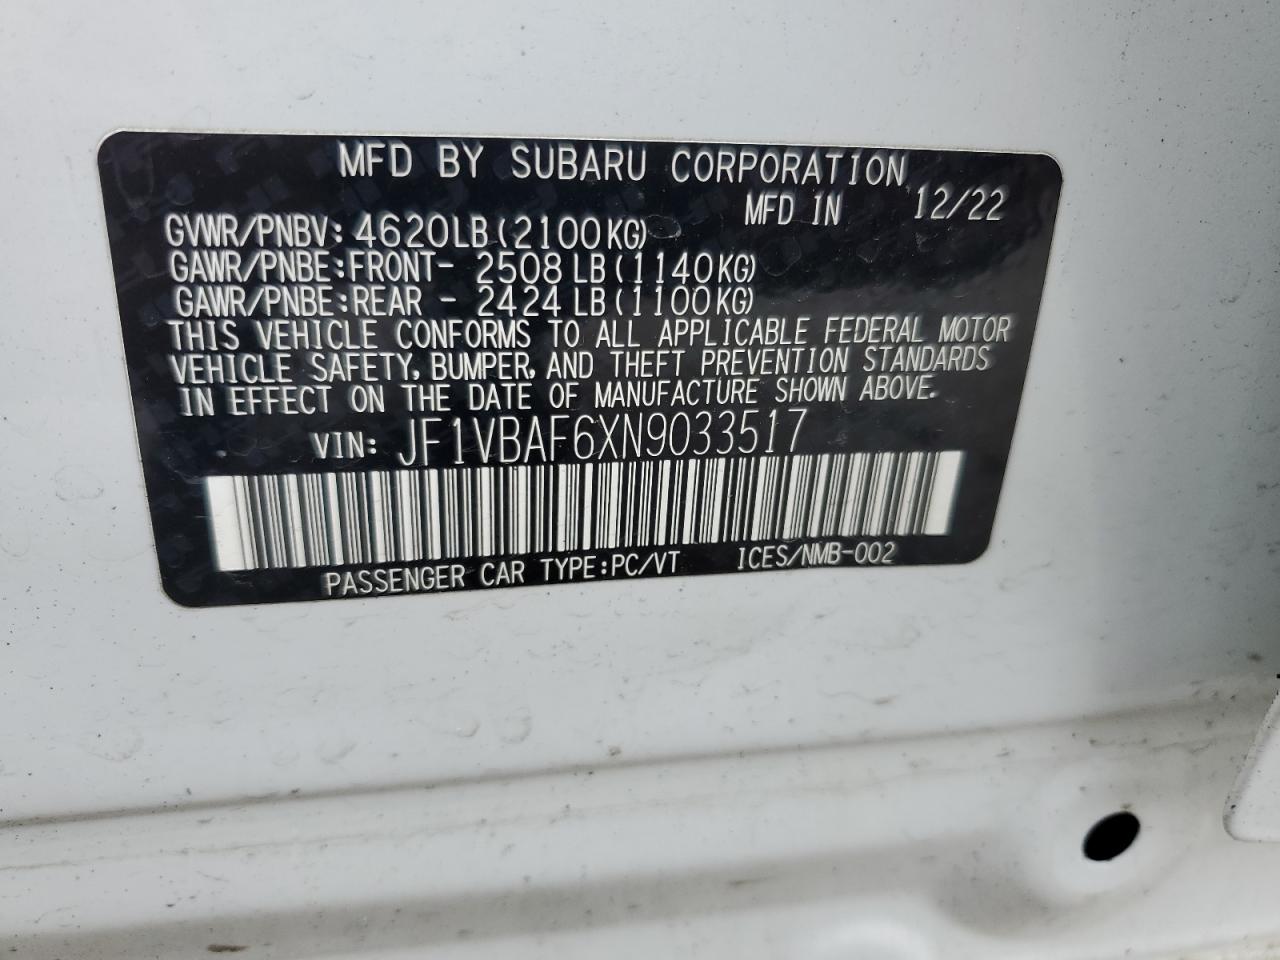 MFD BY SUBARU CORPORATION
MFD IN 12/22
GVWR/PNBV: 4620LB(2100KG)
GAWR/PNBE:FRONT- 2508LB(1140KG)
GAWR/PNBE:REAR - 2424LB(1100KG)
THIS VEHICLE CONFORMS TO ALL APPLICABLE FEDERAL MOTOR
VEHICLE SAFETY, BUMPER, AND THEFT PREVENTION STANDARDS
IN EFFECT ON THE DATE OF MANUFACTURE SHOWN ABOVE.
VIN: JF1VBAF6XN9033517
PASSENGER CAR TYPE:PC/VT ICES/NMB-002